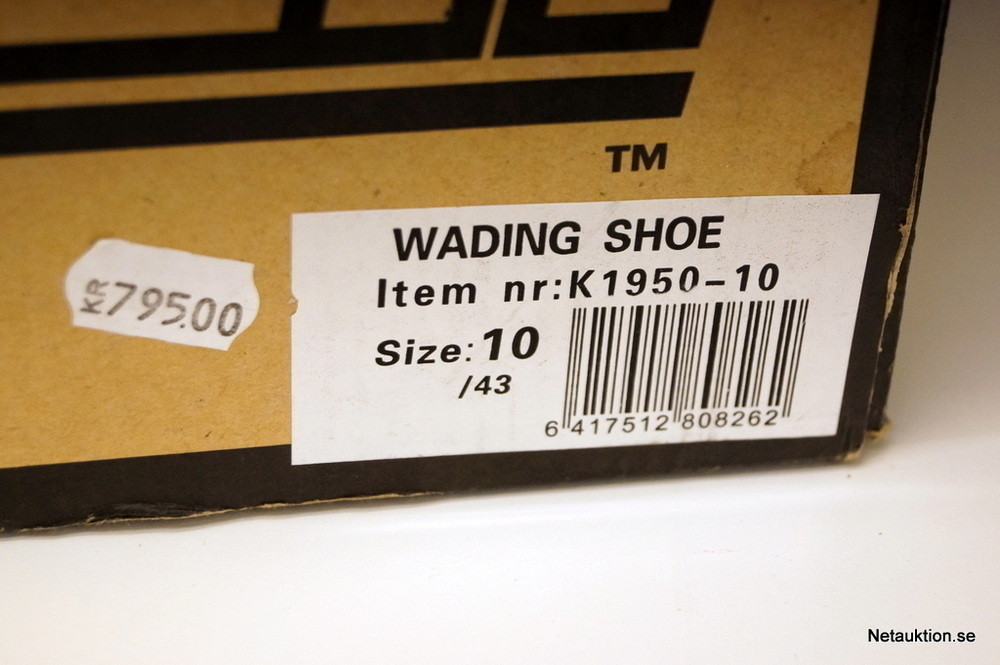 TM
WADING SHOE
Item nr:K1950-10
Size: 10
/43
6 417512 808262
KR 795.00
Netauktion.se